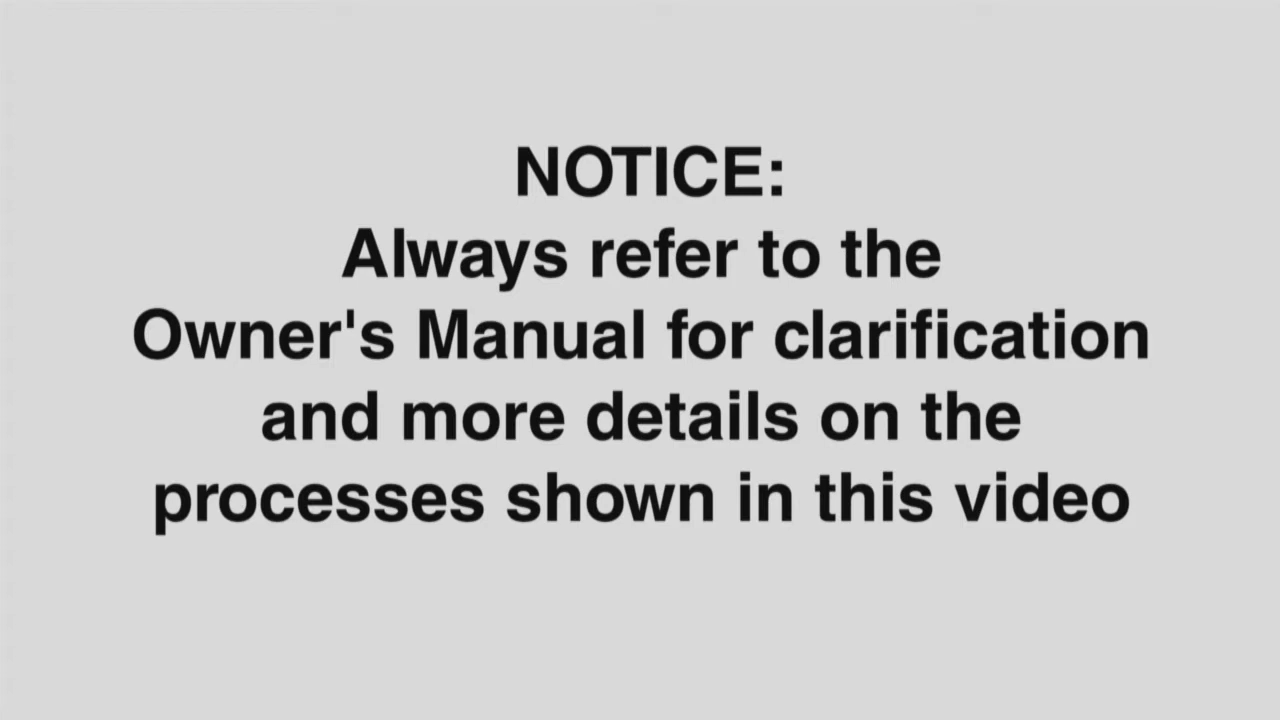 NOTICE:
Always refer to the
Owner's Manual for clarification
and more details on the
processes shown in this video